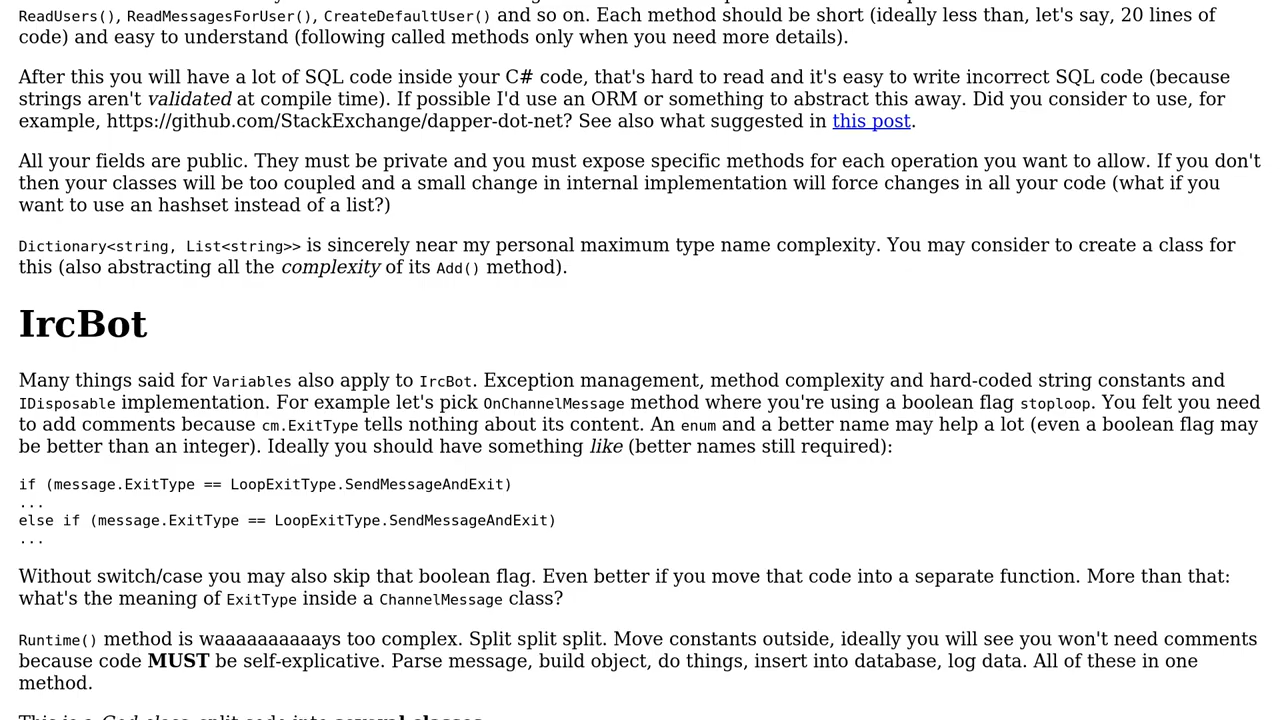 ReadUsers(), ReadMessagesForUser(), CreateDefaultUser() and so on. Each method should be short (ideally less than, let's say, 20 lines of
code) and easy to understand (following called methods only when you need more details).
After this you will have a lot of SQL code inside your C# code, that's hard to read and it's easy to write incorrect SQL code (because
strings aren't validated at compile time). If possible I'd use an ORM or something to abstract this away. Did you consider to use, for
example, https://github.com/StackExchange/dapper-dot-net? See also what suggested in this post.
All your fields are public. They must be private and you must expose specific methods for each operation you want to allow. If you don't
then your classes will be too coupled and a small change in internal implementation will force changes in all your code (what if you
want to use an hashset instead of a list?)
Dictionary<string, List<string>> is sincerely near my personal maximum type name complexity. You may consider to create a class for
this (also abstracting all the complexity of its Add() method).
IrcBot
Many things said for Variables also apply to IrcBot. Exception management, method complexity and hard-coded string constants and
IDisposable implementation. For example let's pick OnChannelMessage method where you're using a boolean flag stoploop. You felt you need
to add comments because cm.ExitType tells nothing about its content. An enum and a better name may help a lot (even a boolean flag may
be better than an integer). Ideally you should have something like (better names still required):
if (message.ExitType == LoopExitType.SendMessageAndExit)
...
else if (message.ExitType == LoopExitType.SendMessageAndExit)
...
Without switch/case you may also skip that boolean flag. Even better if you move that code into a separate function. More than that:
what's the meaning of ExitType inside a ChannelMessage class?
Runtime() method is waaaaaaaaaays too complex. Split split split. Move constants outside, ideally you will see you won't need comments
because code MUST be self-explicative. Parse message, build object, do things, insert into database, log data. All of these in one
method.
This is a God class, split code into several classes.